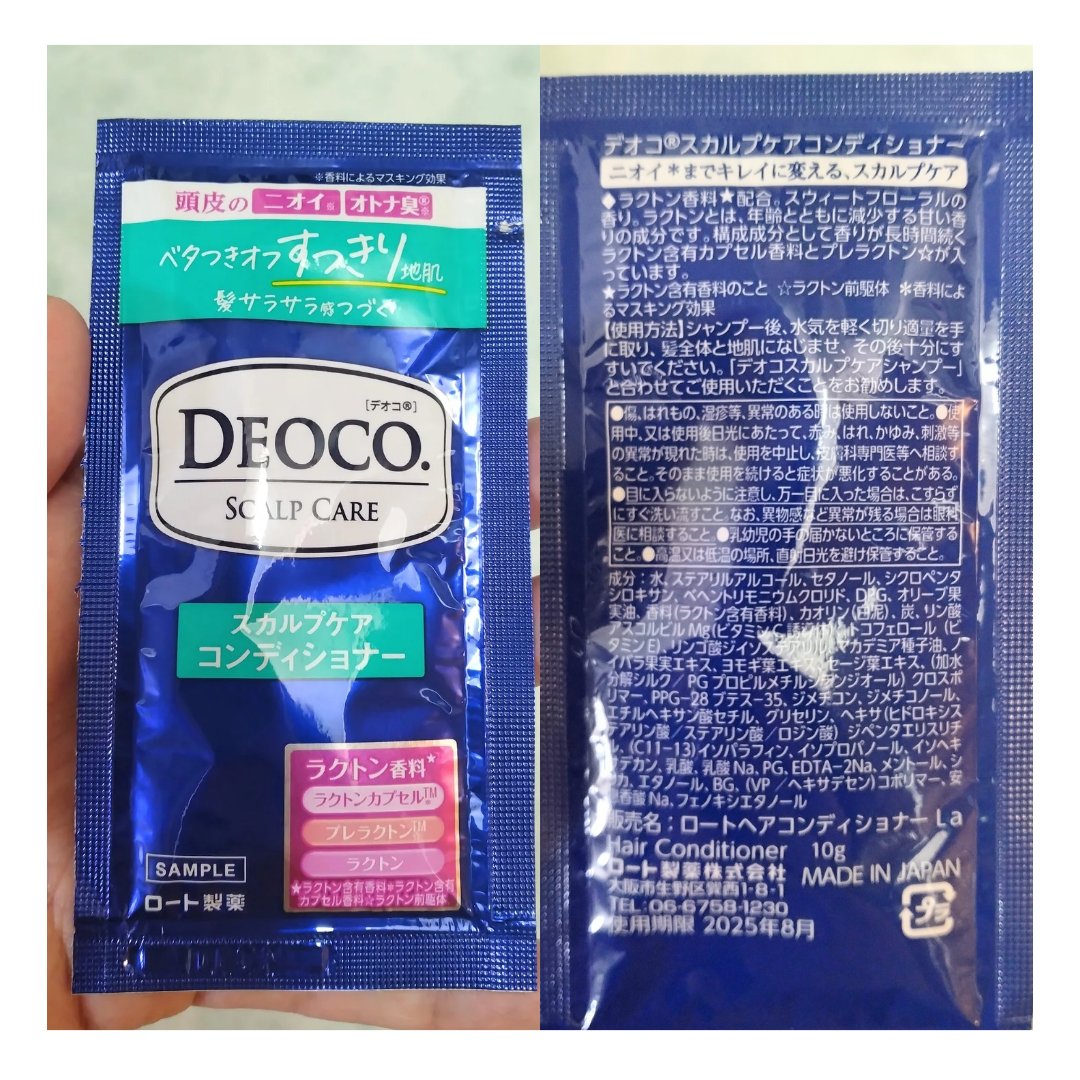 ※香料によるマスキング効果
頭皮の ニオイ※ オトナ臭®※
ベタつきオフ すっきり 地肌
髪サラサラ感つづく
[デオコ®]
DEOCO.
SCALP CARE
スカルプケア
コンディショナー
ラクトン香料★
ラクトンカプセル™*
プレラクトン™☆
ラクトン
★ラクトン含有香料*ラクトン含有
カプセル香料☆ラクトン前駆体
SAMPLE
ロート製薬
デオコ®スカルプケアコンディショナー
ニオイ*までキレイに変える、スカルプケア
◆ラクトン香料★配合。スウィートフローラルの
香り。ラクトンとは、年齢とともに減少する甘い香
りの成分です。構成成分として香りが長時間続く
ラクトン含有カプセル香料とプレラクトン☆が入
っています。
★ラクトン含有香料のこと ☆ラクトン前駆体 *香料によ
るマスキング効果
【使用方法】シャンプー後、水気を軽く切り適量を手
に取り、髪全体と地肌になじませ、その後十分にす
すいでください。「デオコスカルプケアシャンプー」
と合わせてご使用いただくことをお勧めします。
●傷、はれもの、湿疹等、異常のある時は使用しないこと。●使
用中、又は使用後日光にあたって、赤み、はれ、かゆみ、刺激等
の異常が現れた時は、使用を中止し、皮膚科専門医等へ相談す
ること。そのまま使用を続けると症状が悪化することがある。
●目に入らないように注意し、万一目に入った場合は、こすらず
にすぐ洗い流すこと。なお、異物感など異常が残る場合は眼科
医に相談すること。●乳幼児の手の届かないところに保管する
こと。●高温又は低温の場所、直射日光を避け保管すること。
成分：水、ステアリルアルコール、セタノール、シクロペンタ
シロキサン、ベヘントリモニウムクロリド、DPG、オリーブ果
実油、香料(ラクトン含有香料)、カオリン(白泥)、炭、リン酸
アスコルビルMg(ビタミンC誘導体)、トコフェロール(ビ
タミンE)、リンゴ酸ジイソステアリル、マカデミア種子油、ノ
イバラ果実エキス、ヨモギ葉エキス、セージ葉エキス、(加水
分解シルク／PGプロピルメチルシランジオール)クロスポ
リマー、PPG-28ブテス-35、ジメチコン、ジメチコノール、
エチルヘキサン酸セチル、グリセリン、ヘキサ(ヒドロキシス
テアリン酸／ステアリン酸／ロジン酸)ジペンタエリスリチ
ル、(C11-13)イソパラフィン、イソプロパノール、イソヘキ
サデカン、乳酸、乳酸Na、PG、EDTA-2Na、メントール、シ
リカ、エタノール、BG、(VP／ヘキサデセン)コポリマー、安
息香酸Na、フェノキシエタノール
販売名：ロートヘアコンディショナーLa
Hair Conditioner 10g
ロート製薬株式会社 MADE IN JAPAN
大阪市生野区巽西1-8-1
TEL：06-6758-1230
使用期限 2025年8月
プラ